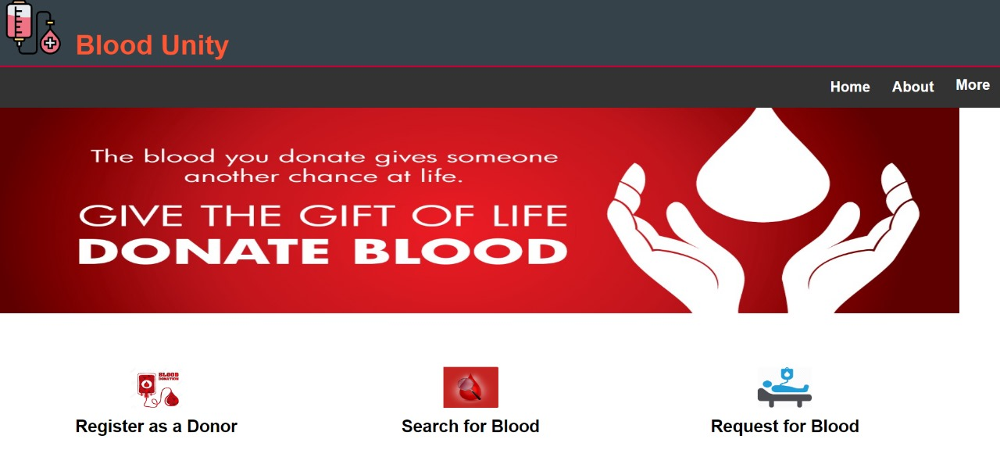 Blood Unity
Home About More
The blood you donate gives someone
another chance at life.
GIVE THE GIFT OF LIFE
DONATE BLOOD
BLOOD
DONATION
Register as a Donor
Search for Blood
Request for Blood